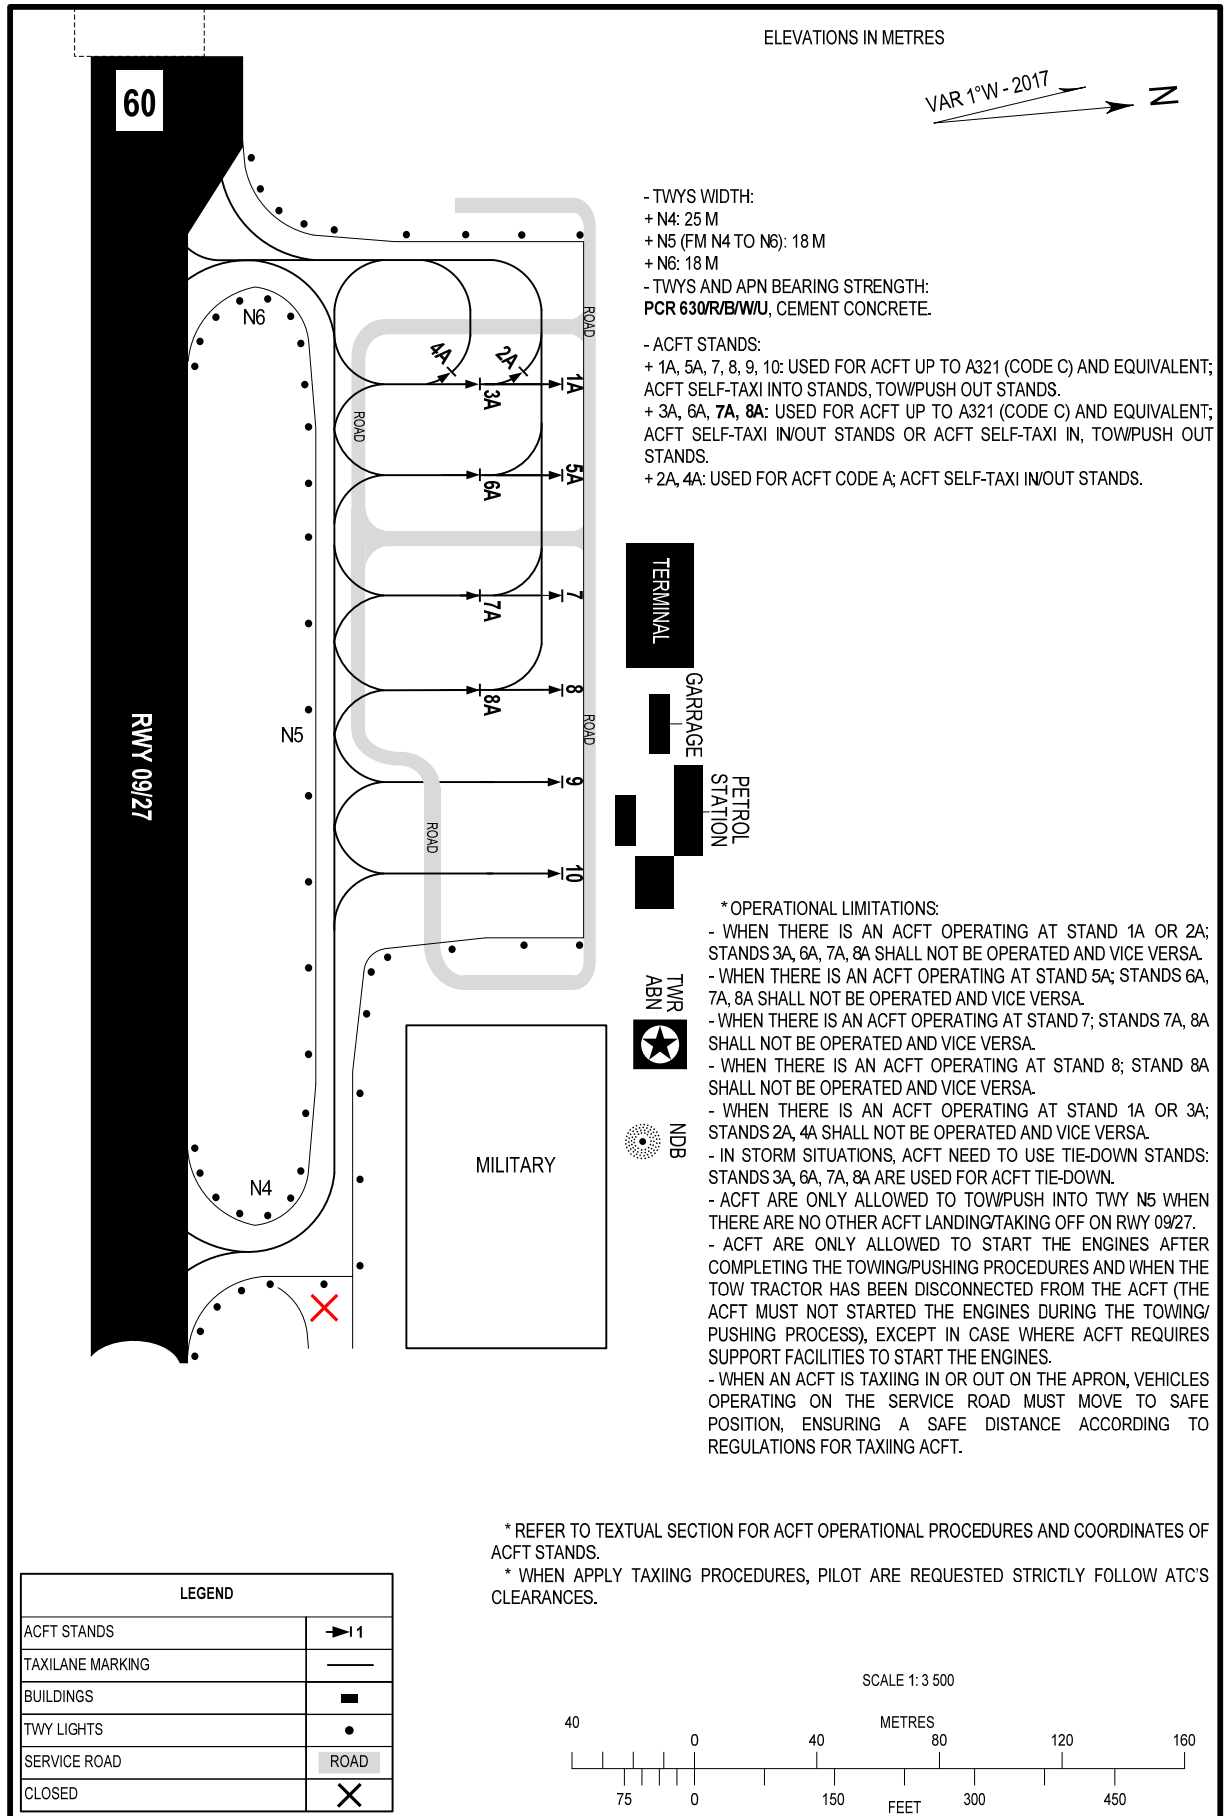 ELEVATIONS IN METRES
VAR 1°W - 2017
N
09
- TWYS WIDTH:
+ N4: 25 M
+ N5 (FM N4 TO N6): 18 M
+ N6: 18 M
- TWYS AND APN BEARING STRENGTH:
PCR 630/R/B/W/U, CEMENT CONCRETE.
- ACFT STANDS:
+ 1A, 5A, 7, 8, 9, 10: USED FOR ACFT UP TO A321 (CODE C) AND EQUIVALENT;
ACFT SELF-TAXI INTO STANDS, TOW/PUSH OUT STANDS.
+ 3A, 6A, 7A, 8A: USED FOR ACFT UP TO A321 (CODE C) AND EQUIVALENT;
ACFT SELF-TAXI IN/OUT STANDS OR ACFT SELF-TAXI IN, TOW/PUSH OUT
STANDS.
+ 2A, 4A: USED FOR ACFT CODE A; ACFT SELF-TAXI IN/OUT STANDS.
N6
ROAD
4A
2A
1A
3A
ROAD
5A
6A
7
7A
8
8A
ROAD
9
ROAD
10
N5
RWY 09/27
N4
TERMINAL
GARRAGE
PETROL
STATION
TWR
ABN
NDB
MILITARY
* OPERATIONAL LIMITATIONS:
- WHEN THERE IS AN ACFT OPERATING AT STAND 1A OR 2A;
STANDS 3A, 6A, 7A, 8A SHALL NOT BE OPERATED AND VICE VERSA.
- WHEN THERE IS AN ACFT OPERATING AT STAND 5A; STANDS 6A,
7A, 8A SHALL NOT BE OPERATED AND VICE VERSA.
- WHEN THERE IS AN ACFT OPERATING AT STAND 7; STANDS 7A, 8A
SHALL NOT BE OPERATED AND VICE VERSA.
- WHEN THERE IS AN ACFT OPERATING AT STAND 8; STAND 8A
SHALL NOT BE OPERATED AND VICE VERSA.
- WHEN THERE IS AN ACFT OPERATING AT STAND 1A OR 3A;
STANDS 2A, 4A SHALL NOT BE OPERATED AND VICE VERSA.
- IN STORM SITUATIONS, ACFT NEED TO USE TIE-DOWN STANDS:
STANDS 3A, 6A, 7A, 8A ARE USED FOR ACFT TIE-DOWN.
- ACFT ARE ONLY ALLOWED TO TOW/PUSH INTO TWY N5 WHEN
THERE ARE NO OTHER ACFT LANDING/TAKING OFF ON RWY 09/27.
- ACFT ARE ONLY ALLOWED TO START THE ENGINES AFTER
COMPLETING THE TOWING/PUSHING PROCEDURES AND WHEN THE
TOW TRACTOR HAS BEEN DISCONNECTED FROM THE ACFT (THE
ACFT MUST NOT STARTED THE ENGINES DURING THE TOWING/
PUSHING PROCESS), EXCEPT IN CASE WHERE ACFT REQUIRES
SUPPORT FACILITIES TO START THE ENGINES.
- WHEN AN ACFT IS TAXIING IN OR OUT ON THE APRON, VEHICLES
OPERATING ON THE SERVICE ROAD MUST MOVE TO SAFE
POSITION, ENSURING A SAFE DISTANCE ACCORDING TO
REGULATIONS FOR TAXIING ACFT.
* REFER TO TEXTUAL SECTION FOR ACFT OPERATIONAL PROCEDURES AND COORDINATES OF
ACFT STANDS.
* WHEN APPLY TAXIING PROCEDURES, PILOT ARE REQUESTED STRICTLY FOLLOW ATC'S
CLEARANCES.
LEGEND
ACFT STANDS 1
TAXILANE MARKING
BUILDINGS
TWY LIGHTS
SERVICE ROAD ROAD
CLOSED
SCALE 1: 3 500
METRES
40 0 40 80 120 160
75 0 150 300 450
FEET